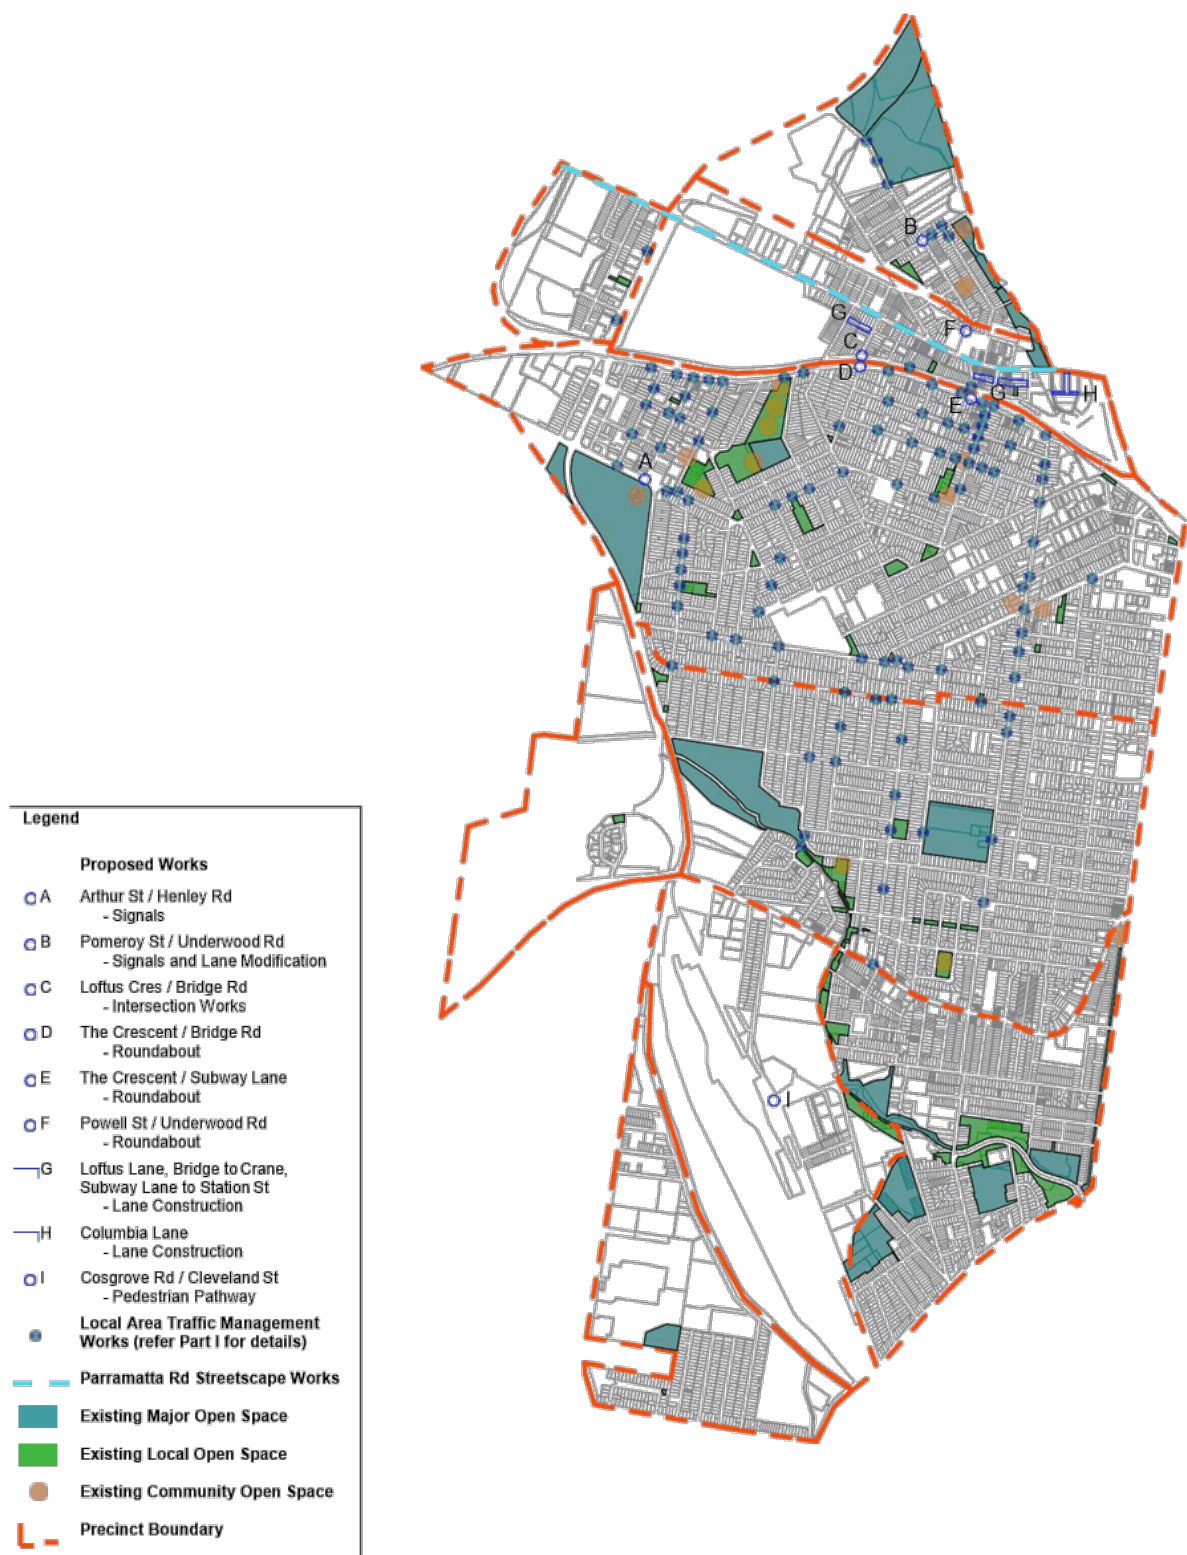 B
G
F
C
D
G
E
H
A
I
Legend
Proposed Works
A Arthur St / Henley Rd
- Signals
B Pomeroy St / Underwood Rd
- Signals and Lane Modification
C Loftus Cres / Bridge Rd
- Intersection Works
D The Crescent / Bridge Rd
- Roundabout
E The Crescent / Subway Lane
- Roundabout
F Powell St / Underwood Rd
- Roundabout
G Loftus Lane, Bridge to Crane,
Subway Lane to Station St
- Lane Construction
H Columbia Lane
- Lane Construction
I Cosgrove Rd / Cleveland St
- Pedestrian Pathway
Local Area Traffic Management
Works (refer Part I for details)
Parramatta Rd Streetscape Works
Existing Major Open Space
Existing Local Open Space
Existing Community Open Space
Precinct Boundary